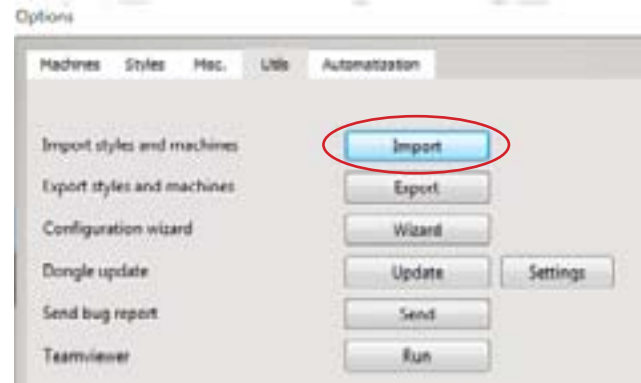 Options
Machines Styles Misc. Utils Automatization
Import styles and machines Import
Export styles and machines Export
Configuration wizard Wizard
Dongle update Update Settings
Send bug report Send
Teamviewer Run